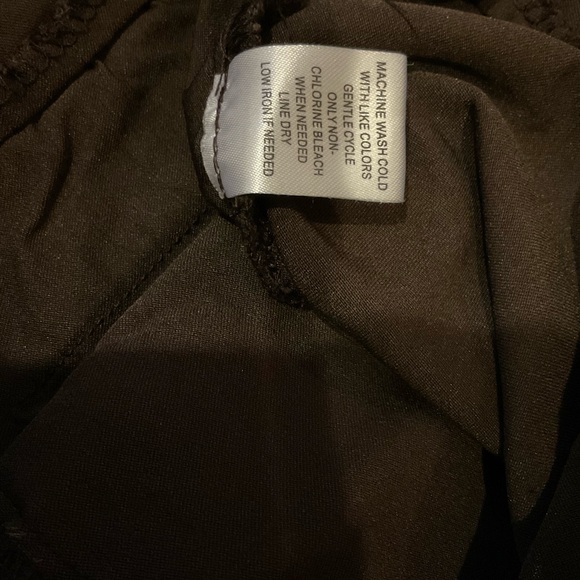 MACHINE WASH COLD
WITH LIKE COLORS
GENTLE CYCLE
ONLY NON-
CHLORINE BLEACH
WHEN NEEDED
LINE DRY
LOW IRON IF NEEDED